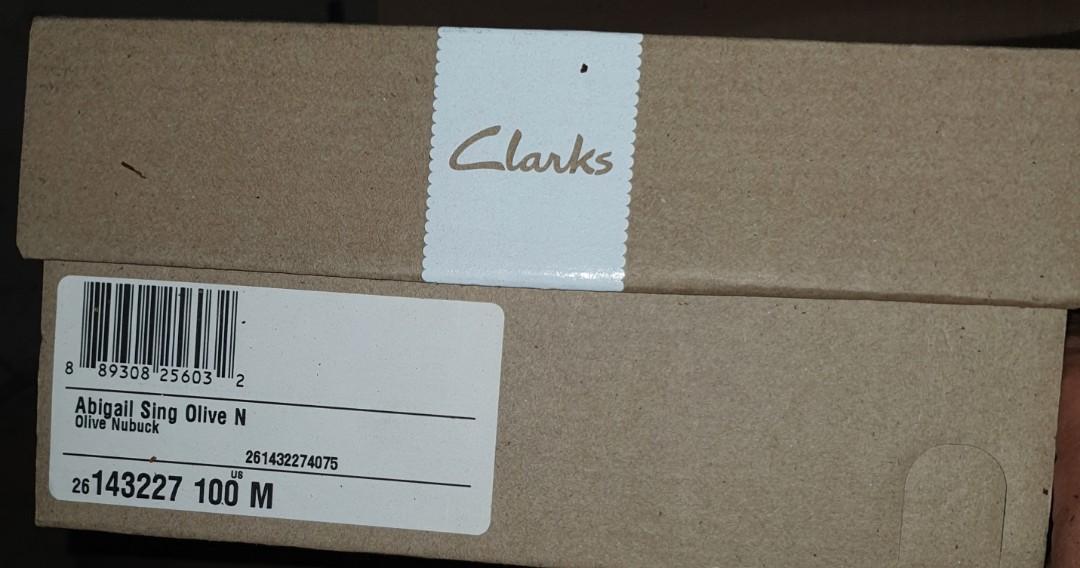 Clarks
8 89308 25603 2
Abigail Sing Olive N
Olive Nubuck
261432274075
US
26 143227 100 M